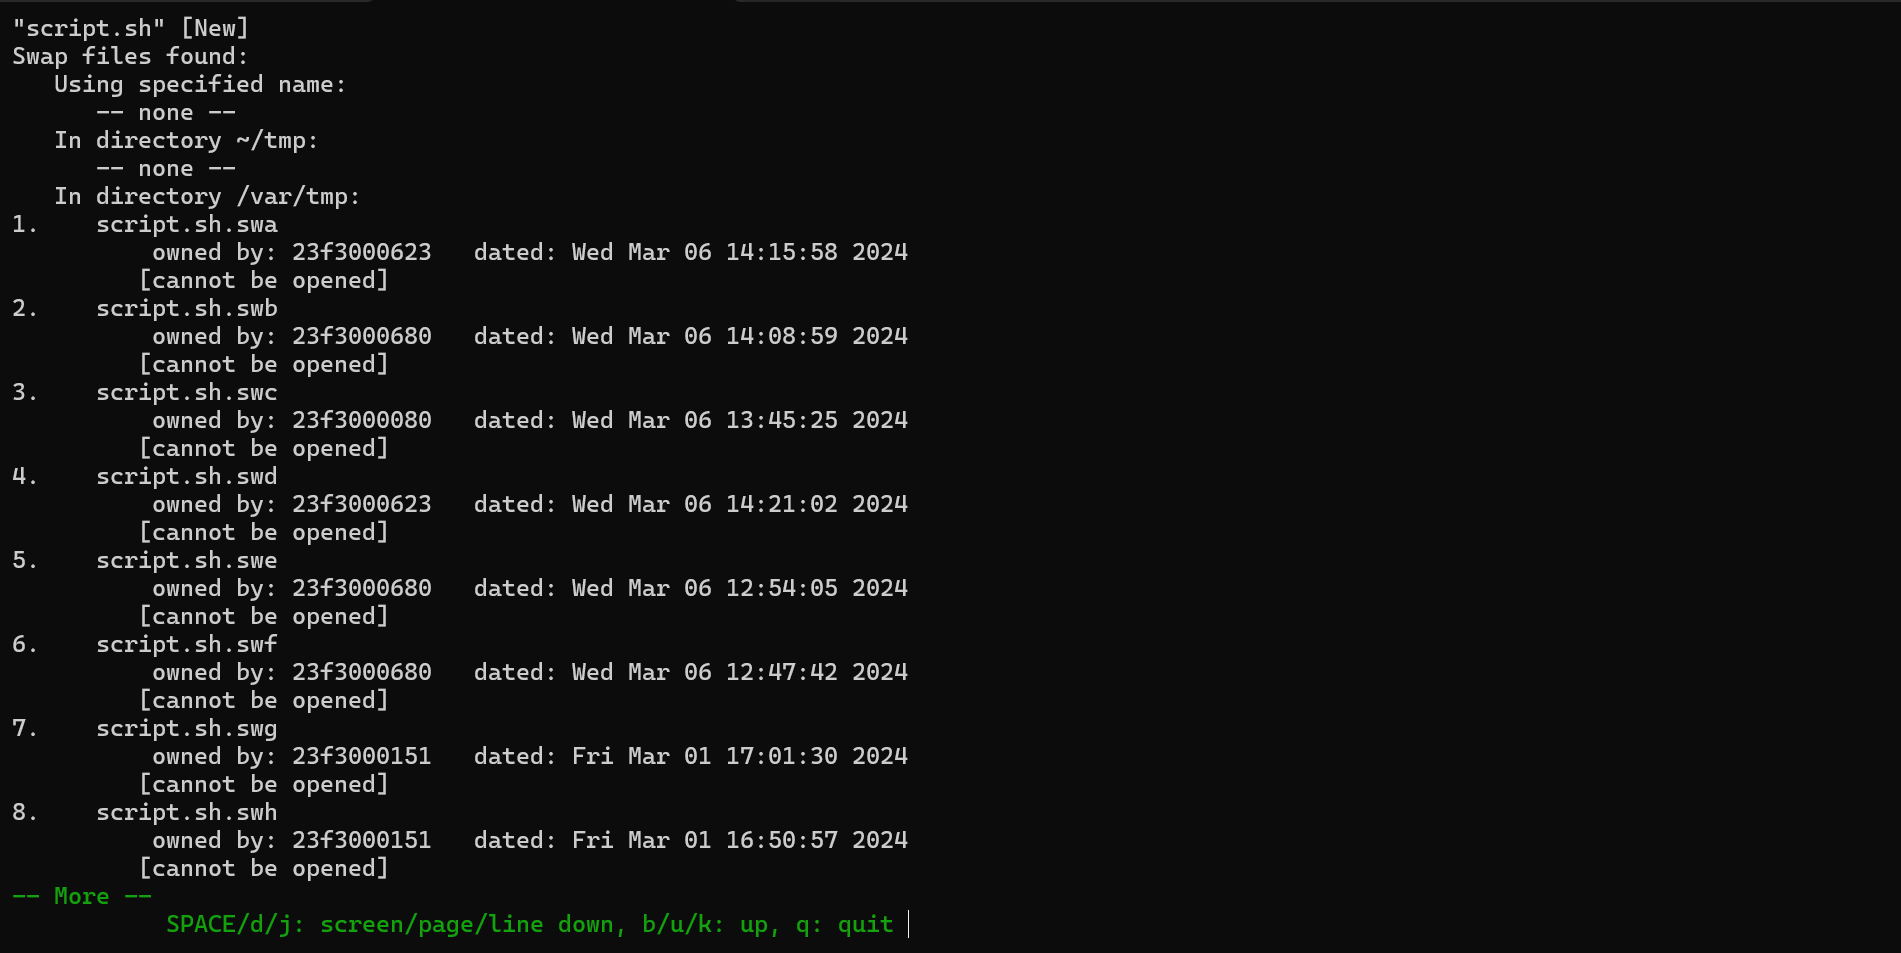 "script.sh" [New]
Swap files found:
   Using specified name:
      -- none --
   In directory ~/tmp:
      -- none --
   In directory /var/tmp:
1.    script.sh.swa
          owned by: 23f3000623   dated: Wed Mar 06 14:15:58 2024
         [cannot be opened]
2.    script.sh.swb
          owned by: 23f3000680   dated: Wed Mar 06 14:08:59 2024
         [cannot be opened]
3.    script.sh.swc
          owned by: 23f3000080   dated: Wed Mar 06 13:45:25 2024
         [cannot be opened]
4.    script.sh.swd
          owned by: 23f3000623   dated: Wed Mar 06 14:21:02 2024
         [cannot be opened]
5.    script.sh.swe
          owned by: 23f3000680   dated: Wed Mar 06 12:54:05 2024
         [cannot be opened]
6.    script.sh.swf
          owned by: 23f3000680   dated: Wed Mar 06 12:47:42 2024
         [cannot be opened]
7.    script.sh.swg
          owned by: 23f3000151   dated: Fri Mar 01 17:01:30 2024
         [cannot be opened]
8.    script.sh.swh
          owned by: 23f3000151   dated: Fri Mar 01 16:50:57 2024
         [cannot be opened]
-- More --
           SPACE/d/j: screen/page/line down, b/u/k: up, q: quit